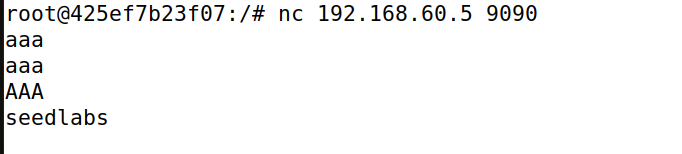 root@425ef7b23f07:/# nc 192.168.60.5 9090
aaa
aaa
AAA
seedlabs